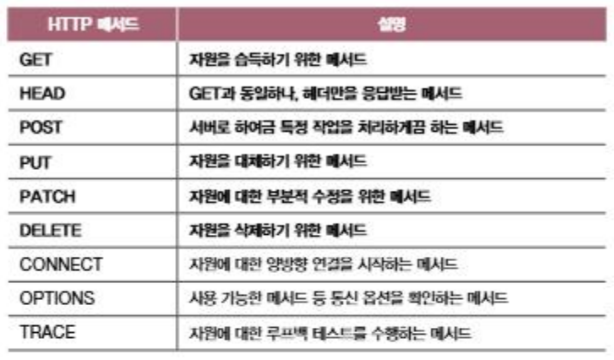 HTTP 메서드 설명
GET 자원을 습득하기 위한 메서드
HEAD GET과 동일하나, 헤더만을 응답받는 메서드
POST 서버로 하여금 특정 작업을 처리하게끔 하는 메서드
PUT 자원을 대체하기 위한 메서드
PATCH 자원에 대한 부분적 수정을 위한 메서드
DELETE 자원을 삭제하기 위한 메서드
CONNECT 자원에 대한 양방향 연결을 시작하는 메서드
OPTIONS 사용 가능한 메서드 등 통신 옵션을 확인하는 메서드
TRACE 자원에 대한 루프백 테스트를 수행하는 메서드